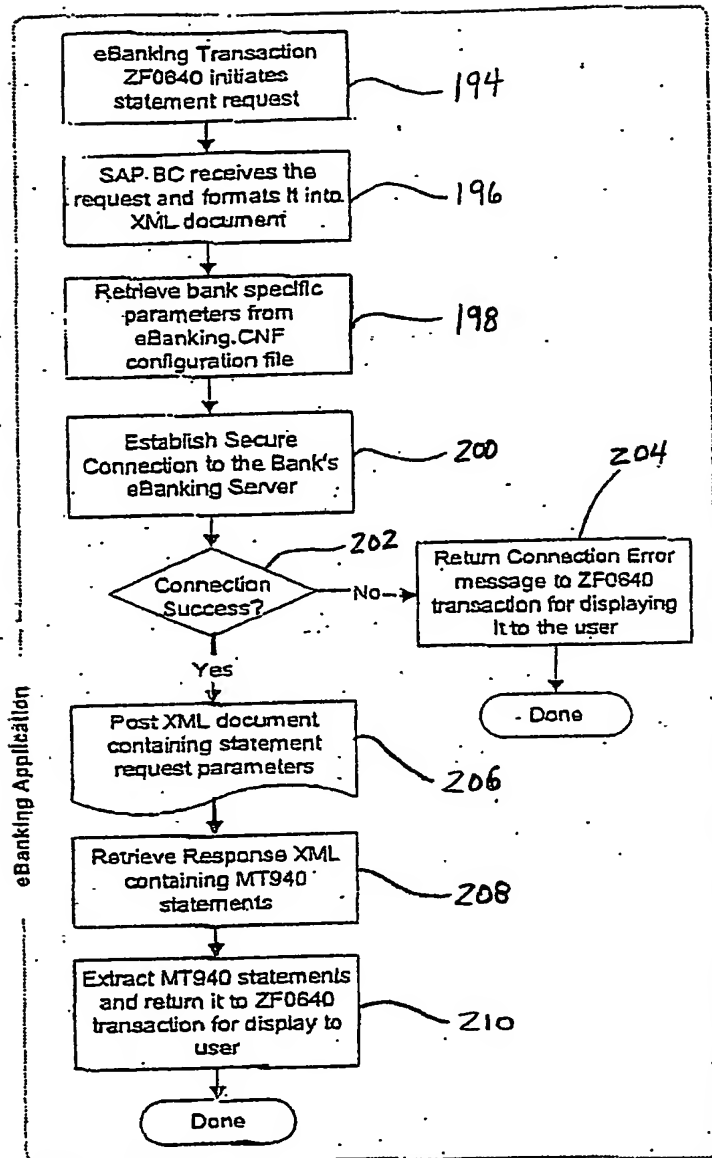 eBanking Transaction
ZF0640 initiates
statement request
194
SAP-BC receives the
request and formats it into
XML document
196
Retrieve bank specific
parameters from
eBanking.CNF
configuration file
198
Establish Secure
Connection to the Bank's
eBanking Server
200
202
Connection
Success?
No
204
Return Connection Error
message to ZF0640
transaction for displaying
it to the user
Done
Yes
Post XML document
containing statement
request parameters
206
Retrieve Response XML
containing MT940
statements
208
Extract MT940 statements
and return it to ZF0640
transaction for display to
user
210
Done
eBanking Application